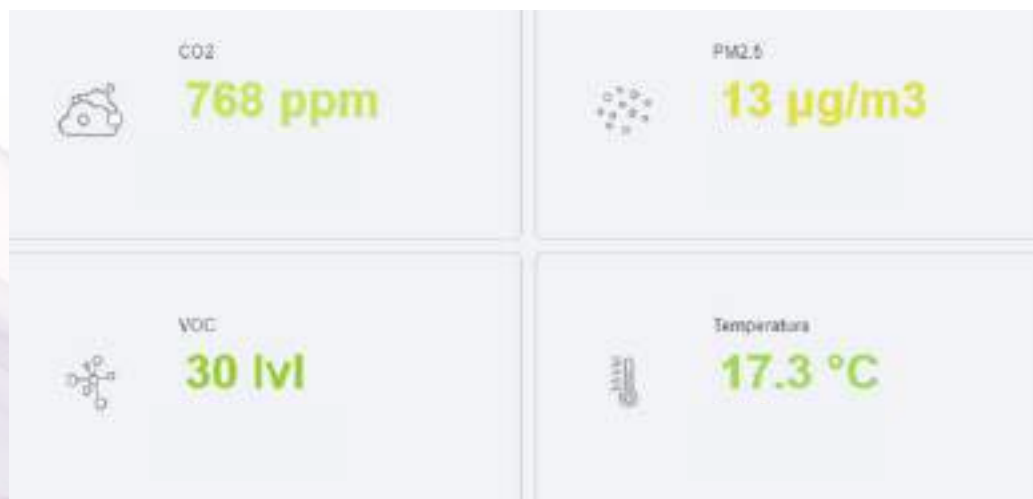 CO2
768 ppm
PM2.5
13 µg/m3
VOC
30 lvl
Temperatura
17.3 °C